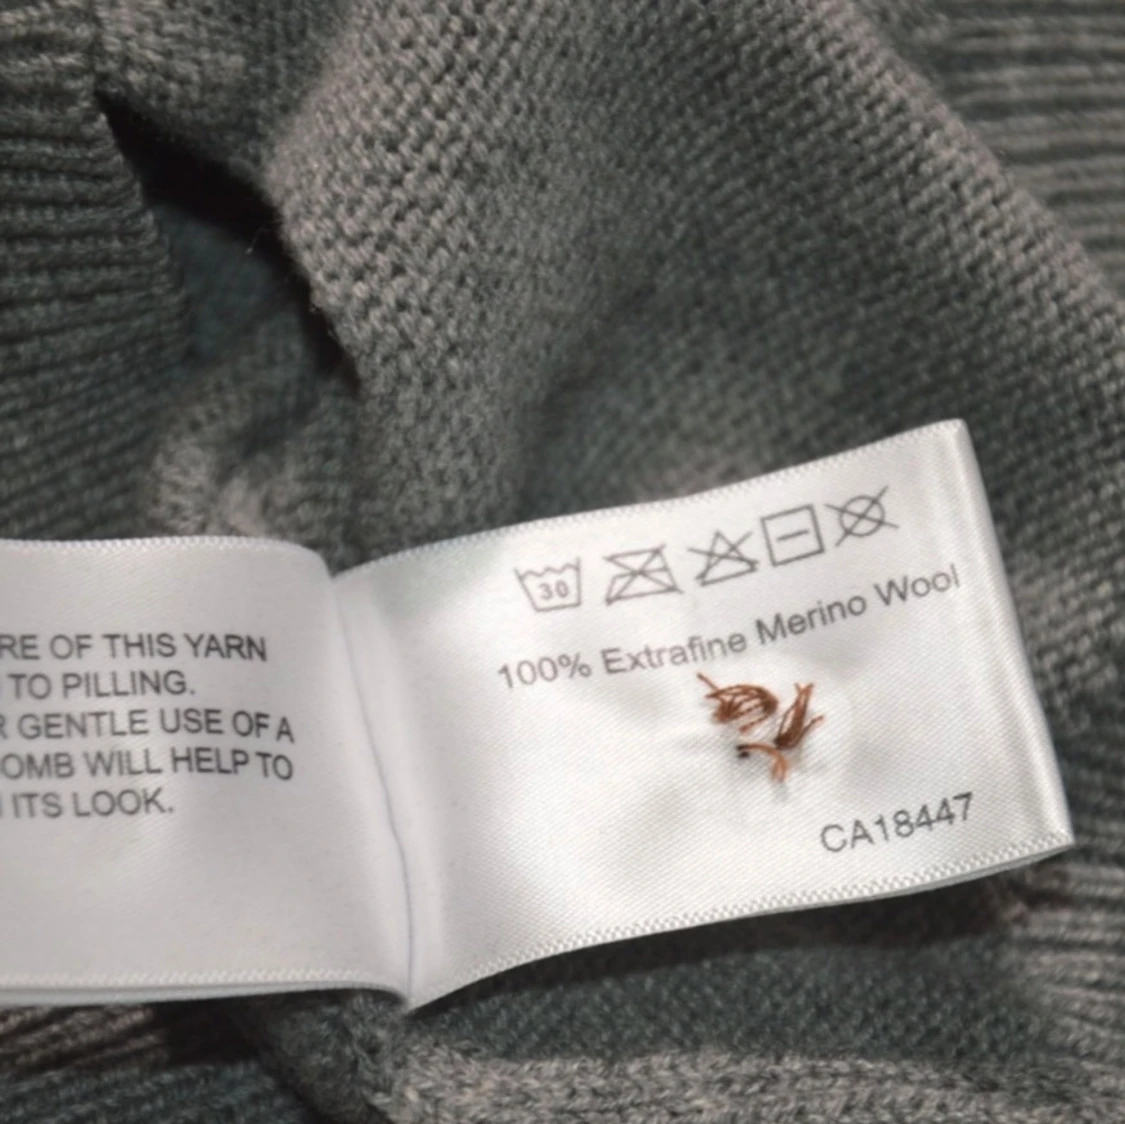 RE OF THIS YARN
TO PILLING.
R GENTLE USE OF A
OMB WILL HELP TO
ITS LOOK.
30
100% Extrafine Merino Wool
CA18447